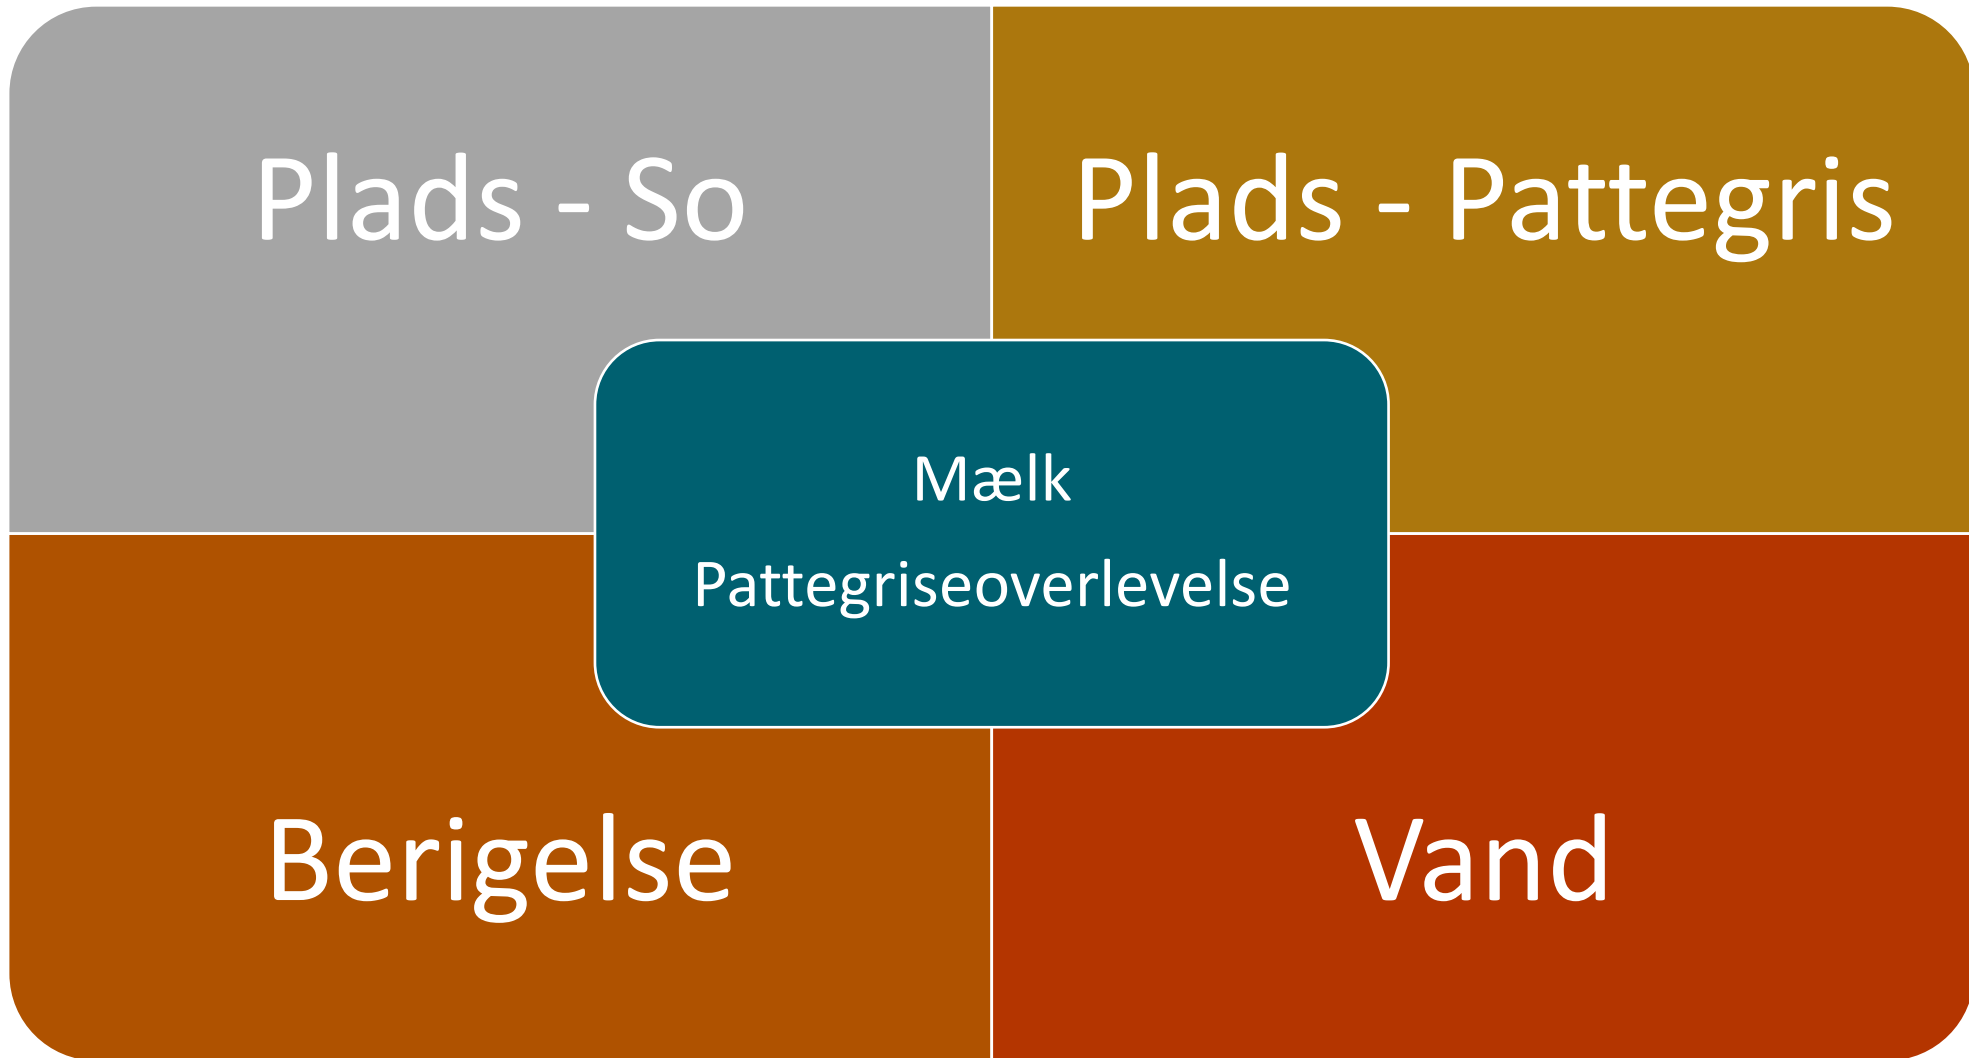 Plads - So
Plads - Pattegris
Mælk
Pattegriseoverlevelse
Berigelse
Vand